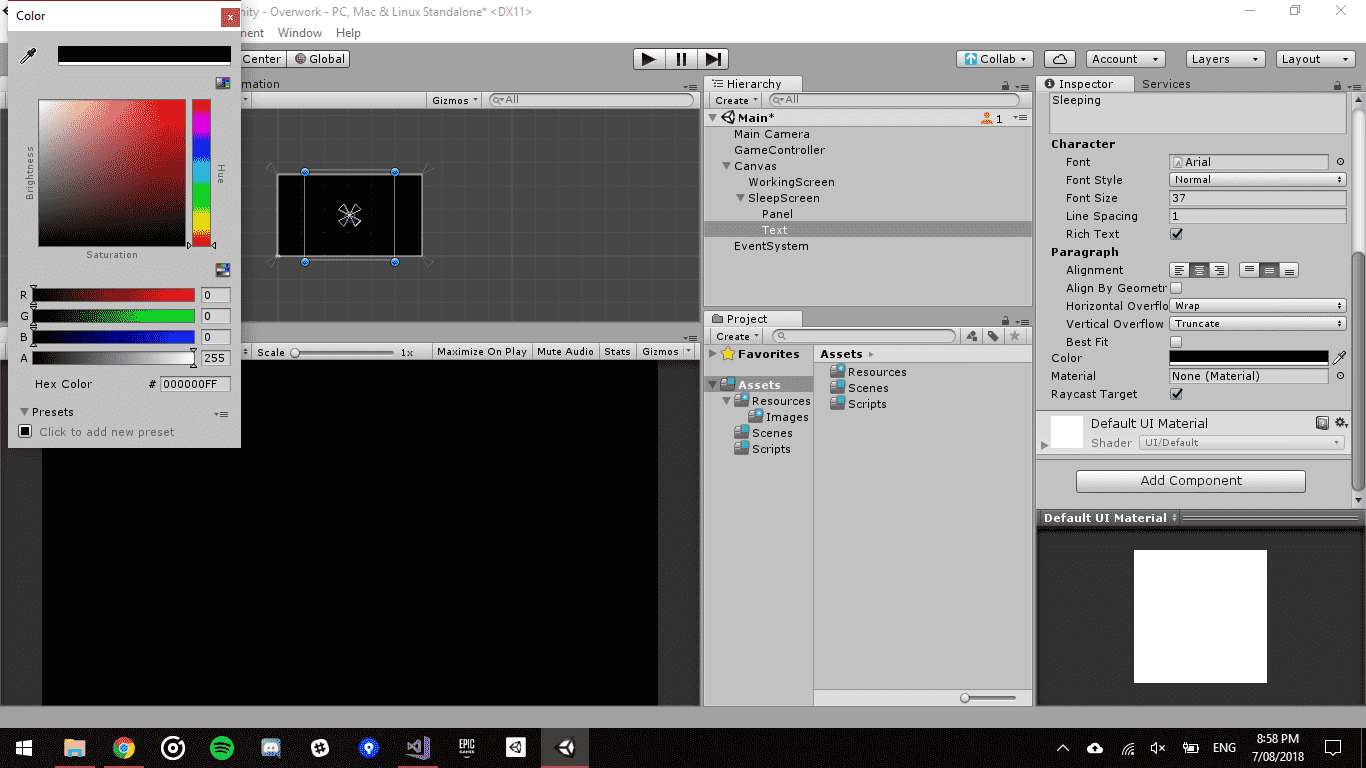 Color
nity - Overwork - PC, Mac & Linux Standalone* <DX11>
nent Window Help
Center Global
Collab Account Layers Layout
mation
Gizmos All
Brightness
Hue
Saturation
R 0
G 0
B 0
A 255
Hex Color # 000000FF
Presets
Click to add new preset
Scale 1x Maximize On Play Mute Audio Stats Gizmos
Hierarchy
Create All
Main* 1
Main Camera
GameController
Canvas
WorkingScreen
SleepScreen
Panel
Text
EventSystem
Project
Create
Favorites
Assets
Resources
Images
Scenes
Scripts
Assets
Resources
Scenes
Scripts
Inspector Services
Sleeping
Character
Font Arial
Font Style Normal
Font Size 37
Line Spacing 1
Rich Text
Paragraph
Alignment
Align By Geometr
Horizontal Overflo Wrap
Vertical Overflow Truncate
Best Fit
Color
Material None (Material)
Raycast Target
Default UI Material
Shader UI/Default
Add Component
Default UI Material
EPIC
GAMES
ENG
8:58 PM
7/08/2018